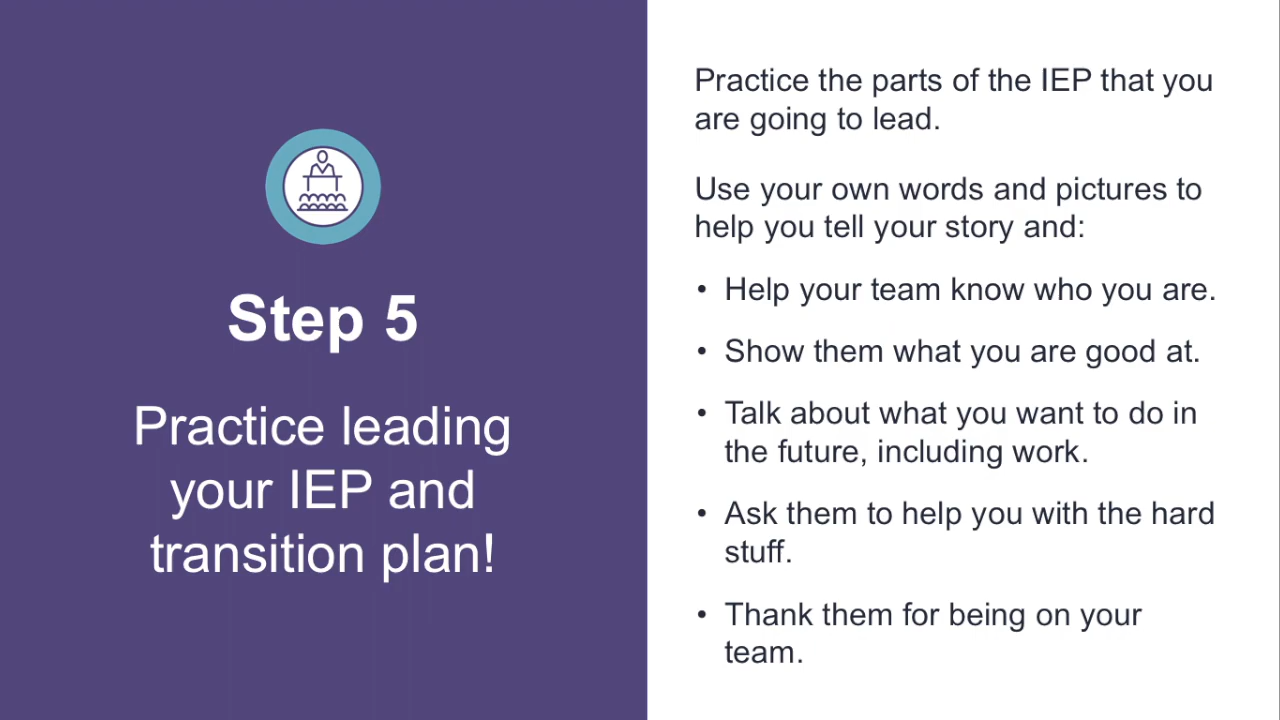 Step 5
Practice leading
your IEP and
transition plan!
Practice the parts of the IEP that you
are going to lead.
Use your own words and pictures to
help you tell your story and:
• Help your team know who you are.
• Show them what you are good at.
• Talk about what you want to do in
the future, including work.
• Ask them to help you with the hard
stuff.
• Thank them for being on your
team.